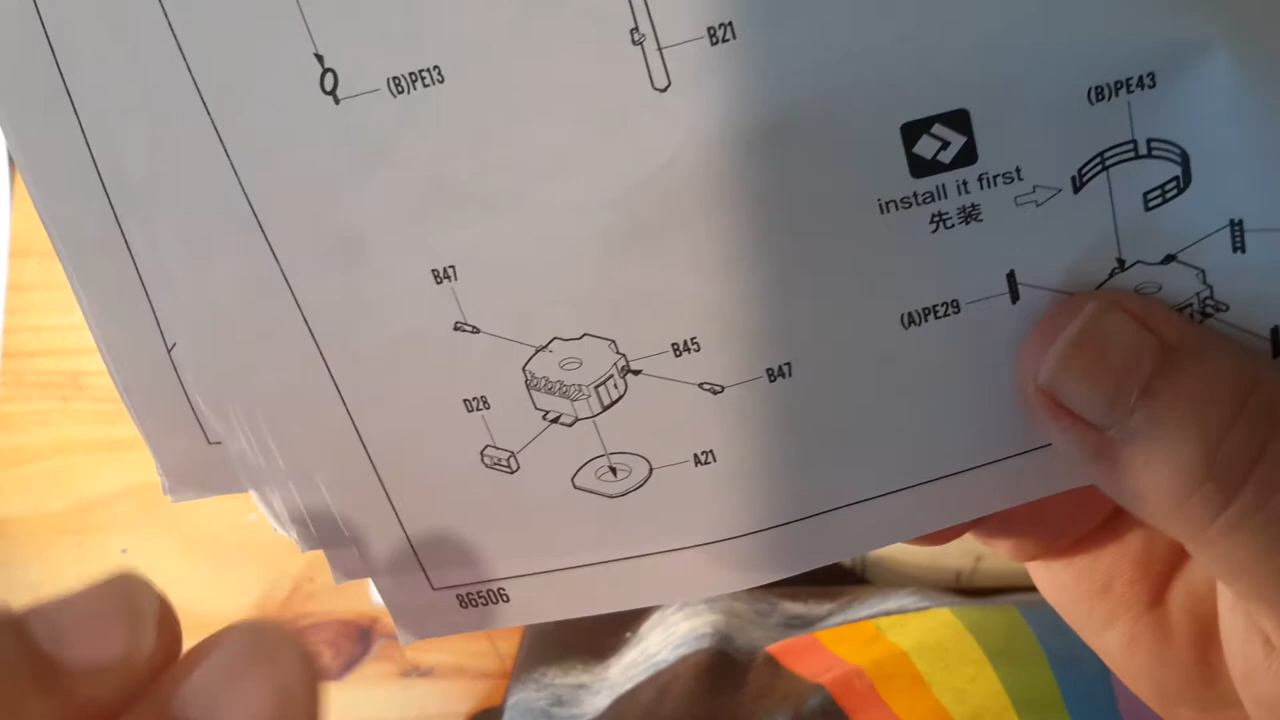 B21
(B)PE13
(B)PE43
install it first
先装
B47
(A)PE29
B45
B47
D28
A21
86506